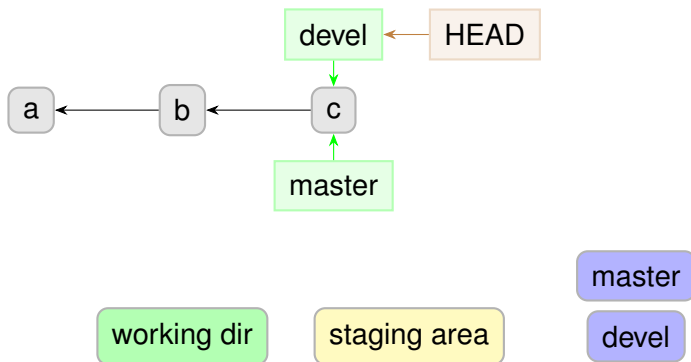 devel
HEAD
a
b
c
master
master
working dir
staging area
devel